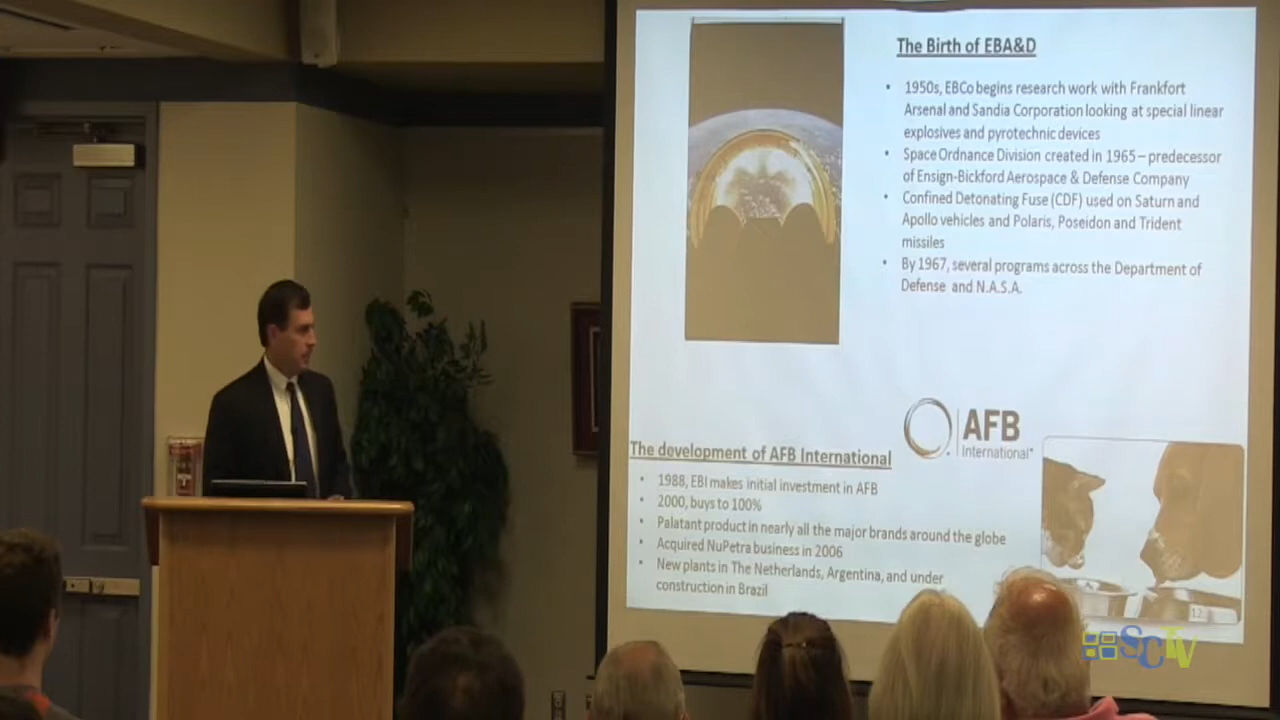 The Birth of EBA&D
• 1950s, EBCo begins research work with Frankfort
Arsenal and Sandia Corporation looking at special linear
explosives and pyrotechnic devices
• Space Ordnance Division created in 1965 – predecessor
of Ensign-Bickford Aerospace & Defense Company
• Confined Detonating Fuse (CDF) used on Saturn and
Apollo vehicles and Polaris, Poseidon and Trident
missiles
• By 1967, several programs across the Department of
Defense and N.A.S.A.
AFB
International
The development of AFB International
• 1988, EBI makes initial investment in AFB
• 2000, buys to 100%
• Palatant product in nearly all the major brands around the globe
• Acquired NuPetra business in 2006
• New plants in The Netherlands, Argentina, and under
construction in Brazil
12
SCTV